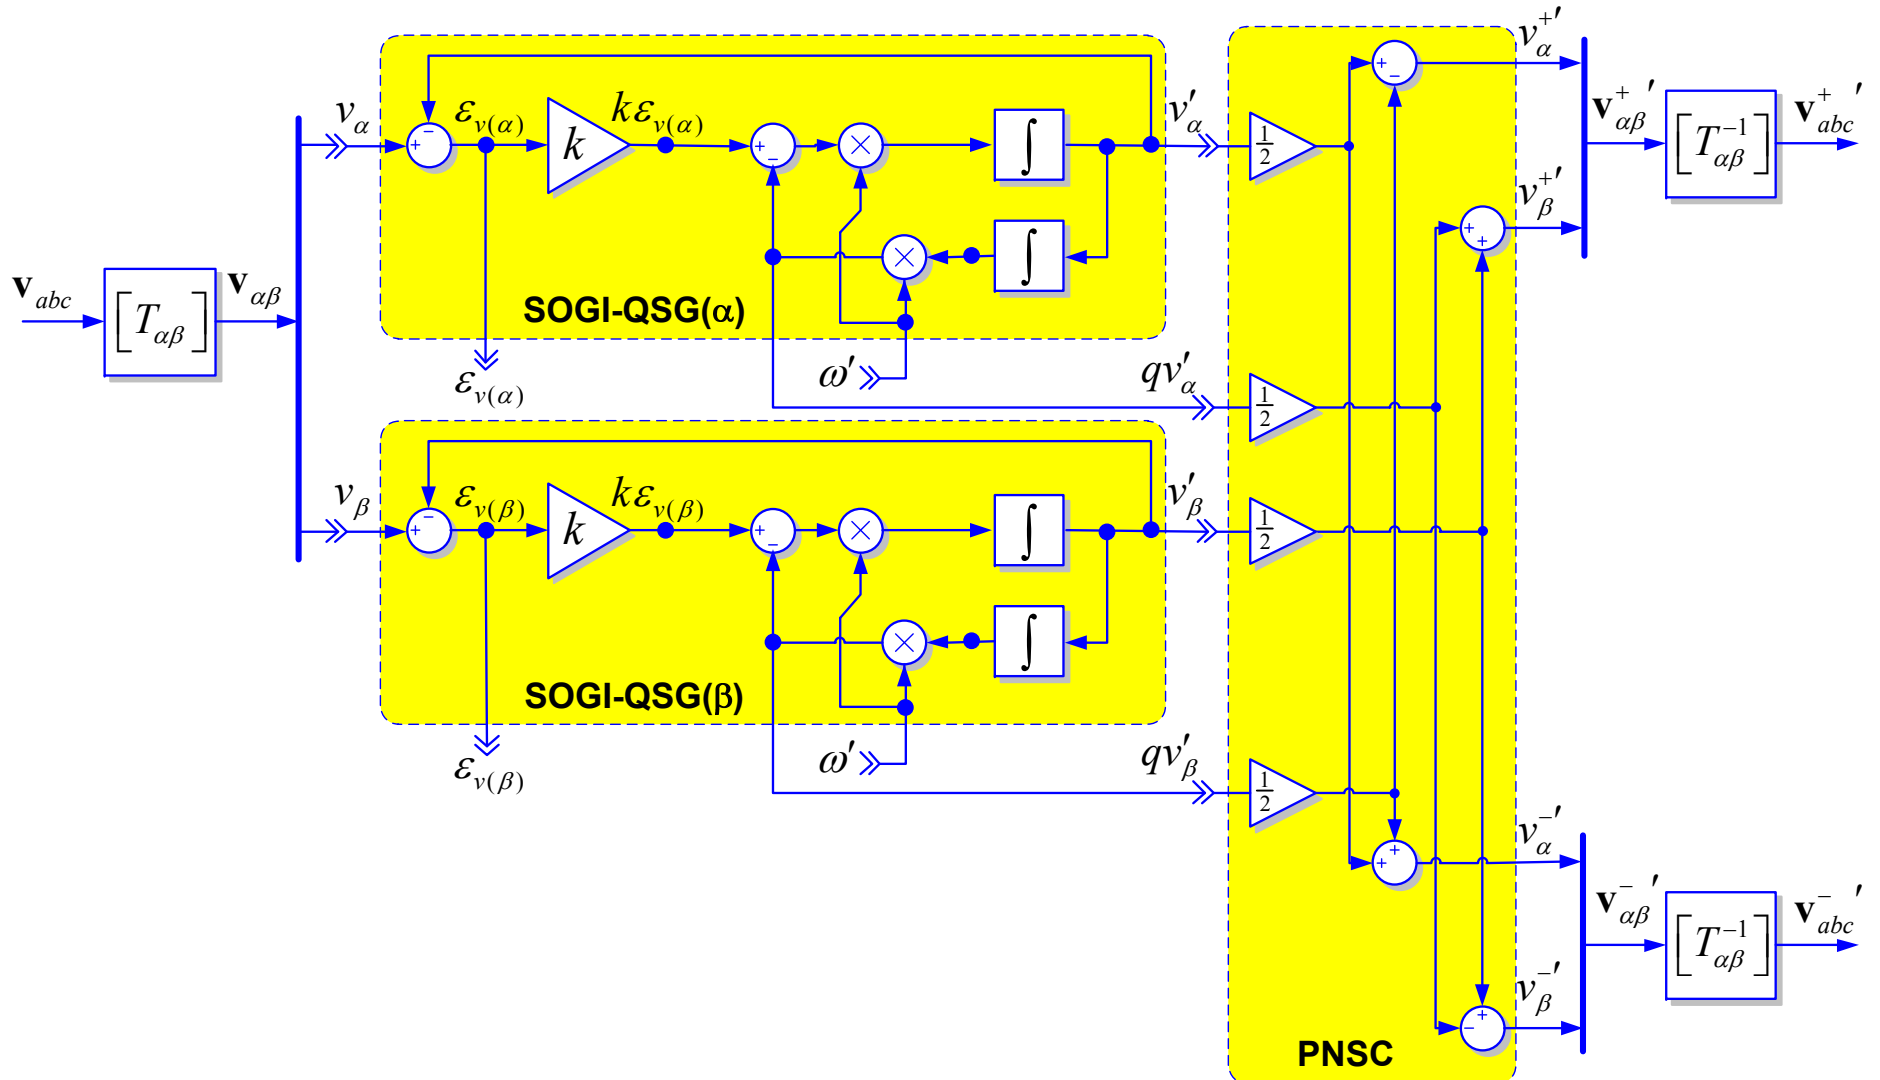 v_abc
[T_αβ]
v_αβ
v_α
ε_v(α)
k
kε_v(α)
+
−
+
−
×
∫
×
∫
SOGI-QSG(α)
v′_α
ε_v(α)
ω′
qv′_α
v_β
ε_v(β)
k
kε_v(β)
+
−
+
−
×
∫
×
∫
SOGI-QSG(β)
v′_β
ε_v(β)
ω′
qv′_β
1/2
1/2
1/2
1/2
+
−
+
+
+
+
−
+
PNSC
v_α^+′
v_β^+′
v_αβ^+′
[T_αβ^−1]
v_abc^+′
v_α^−′
v_β^−′
v_αβ^−′
[T_αβ^−1]
v_abc^−′